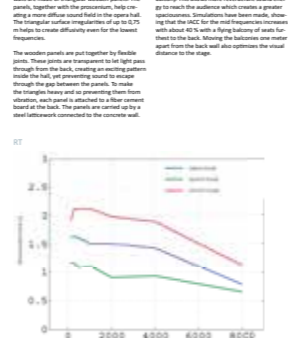 panels, together with the proscenium, help cre-
ating a more diffuse sound field in the opera hall.
The triangular surface irregularities of up to 0,75
m helps to create diffusivity even for the lowest
frequencies.
The wooden panels are put together by flexible
joints. These joints are transparent to let light pass
through from the back, creating an exciting pattern
inside the hall, yet preventing sound to escape
through the gap between the panels. To make
the triangles heavy and so preventing them from
vibration, each panel is attached to a fiber cement
board at the back. The panels are carried by a
steel latticework connected to the concrete wall.
gy to reach the audience which creates a greater
spaciousness. Simulations have been made, show-
ing that the IACC for the mid frequencies increases
with about 40 % with a flying balcony of seats fur-
thest to the back. Moving the balconies one meter
apart from the back wall also optimizes the visual
distance to the stage.
RT
3
2.5
2
1.5
1
0.5
0
0 2000 4000 6000 8000